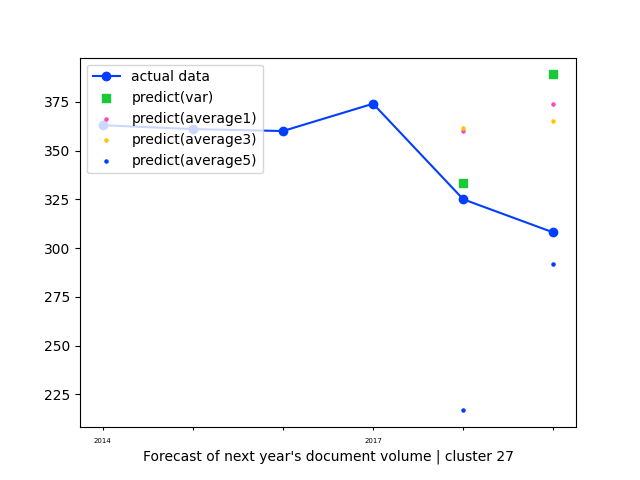 actual data
predict(var)
predict(average1)
predict(average3)
predict(average5)
375
350
325
300
275
250
225
2014
2017
Forecast of next year's document volume | cluster 27